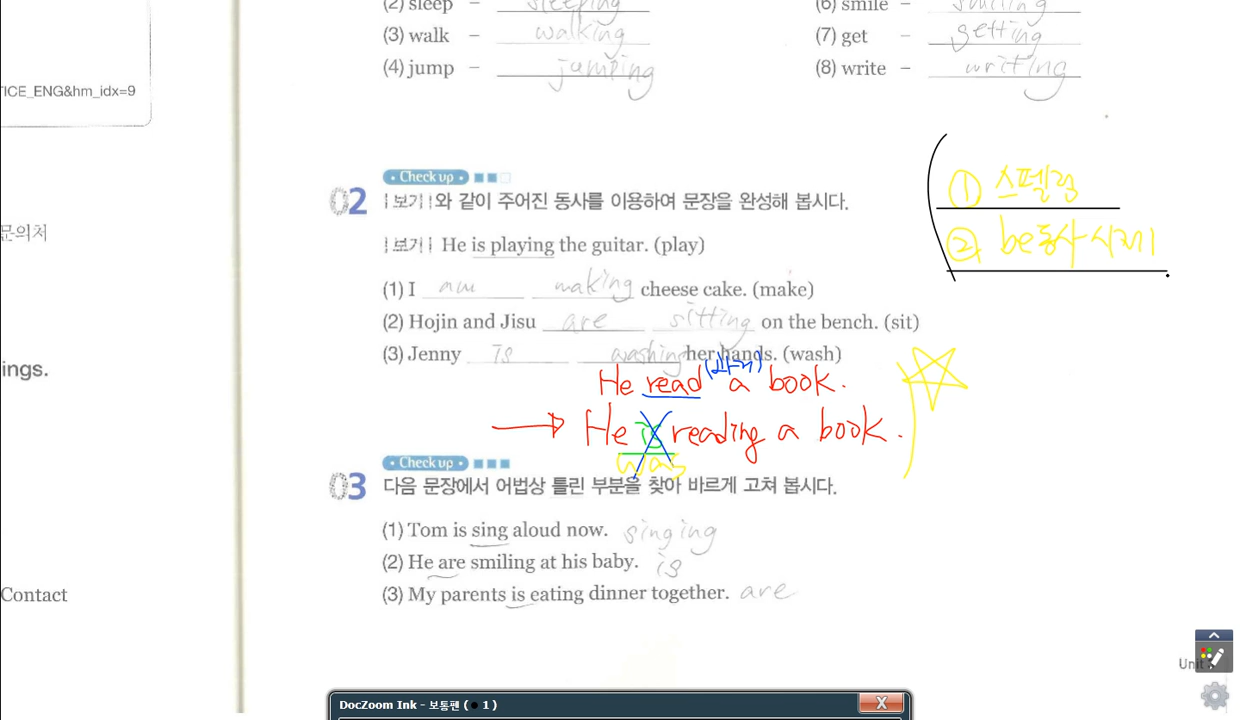 (2) sleep - sleeping (6) smile - smiling
(3) walk - walking (7) get - getting
ICE_ENG&hm_idx=9
(4) jump - jumping (8) write - writing
Check up
① 스펠링
02 |보기|와 같이 주어진 동사를 이용하여 문장을 완성해 봅시다.
문의처
② be동사 시제
|보기| He is playing the guitar. (play)
(1) I am making cheese cake. (make)
(2) Hojin and Jisu are sitting on the bench. (sit)
(3) Jenny is washing her hands. (wash)
ings.
He read (과거) a book.
→ He is reading a book.
was
Check up
03 다음 문장에서 어법상 틀린 부분을 찾아 바르게 고쳐 봅시다.
(1) Tom is sing aloud now. singing
(2) He are smiling at his baby. is
(3) My parents is eating dinner together. are
Contact
Unit
DocZoom Ink - 보통펜 ( 1 )